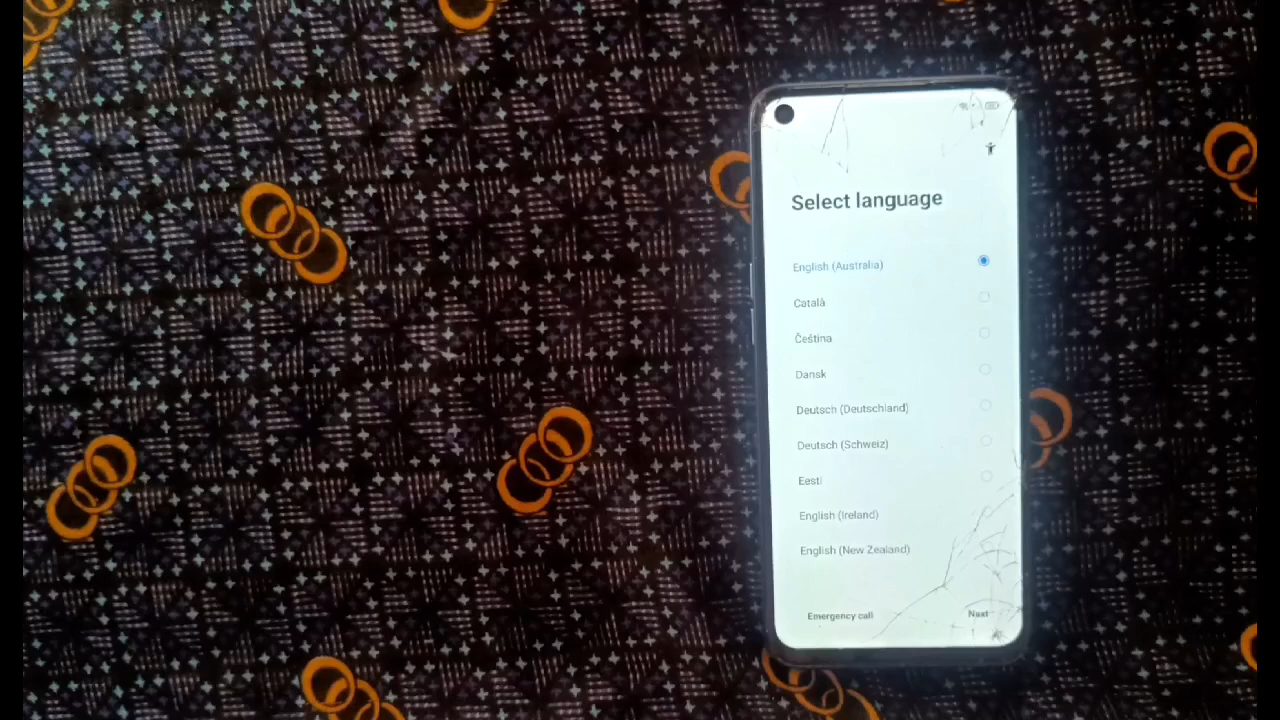 Select language
English (Australia)
Català
Čeština
Dansk
Deutsch (Deutschland)
Deutsch (Schweiz)
Eesti
English (Ireland)
English (New Zealand)
Emergency call
Next